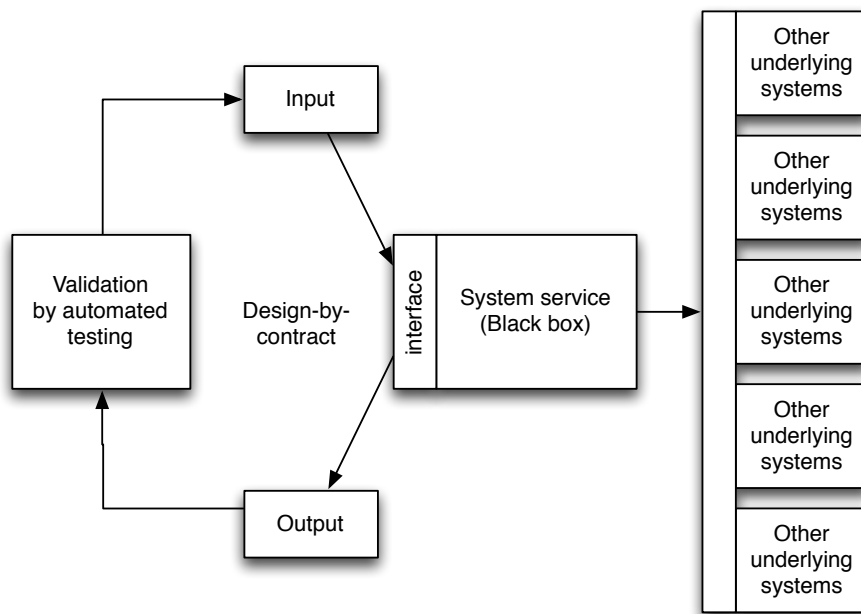 Input
Validation
by automated
testing
Design-by-
contract
interface
System service
(Black box)
Output
Other
underlying
systems
Other
underlying
systems
Other
underlying
systems
Other
underlying
systems
Other
underlying
systems